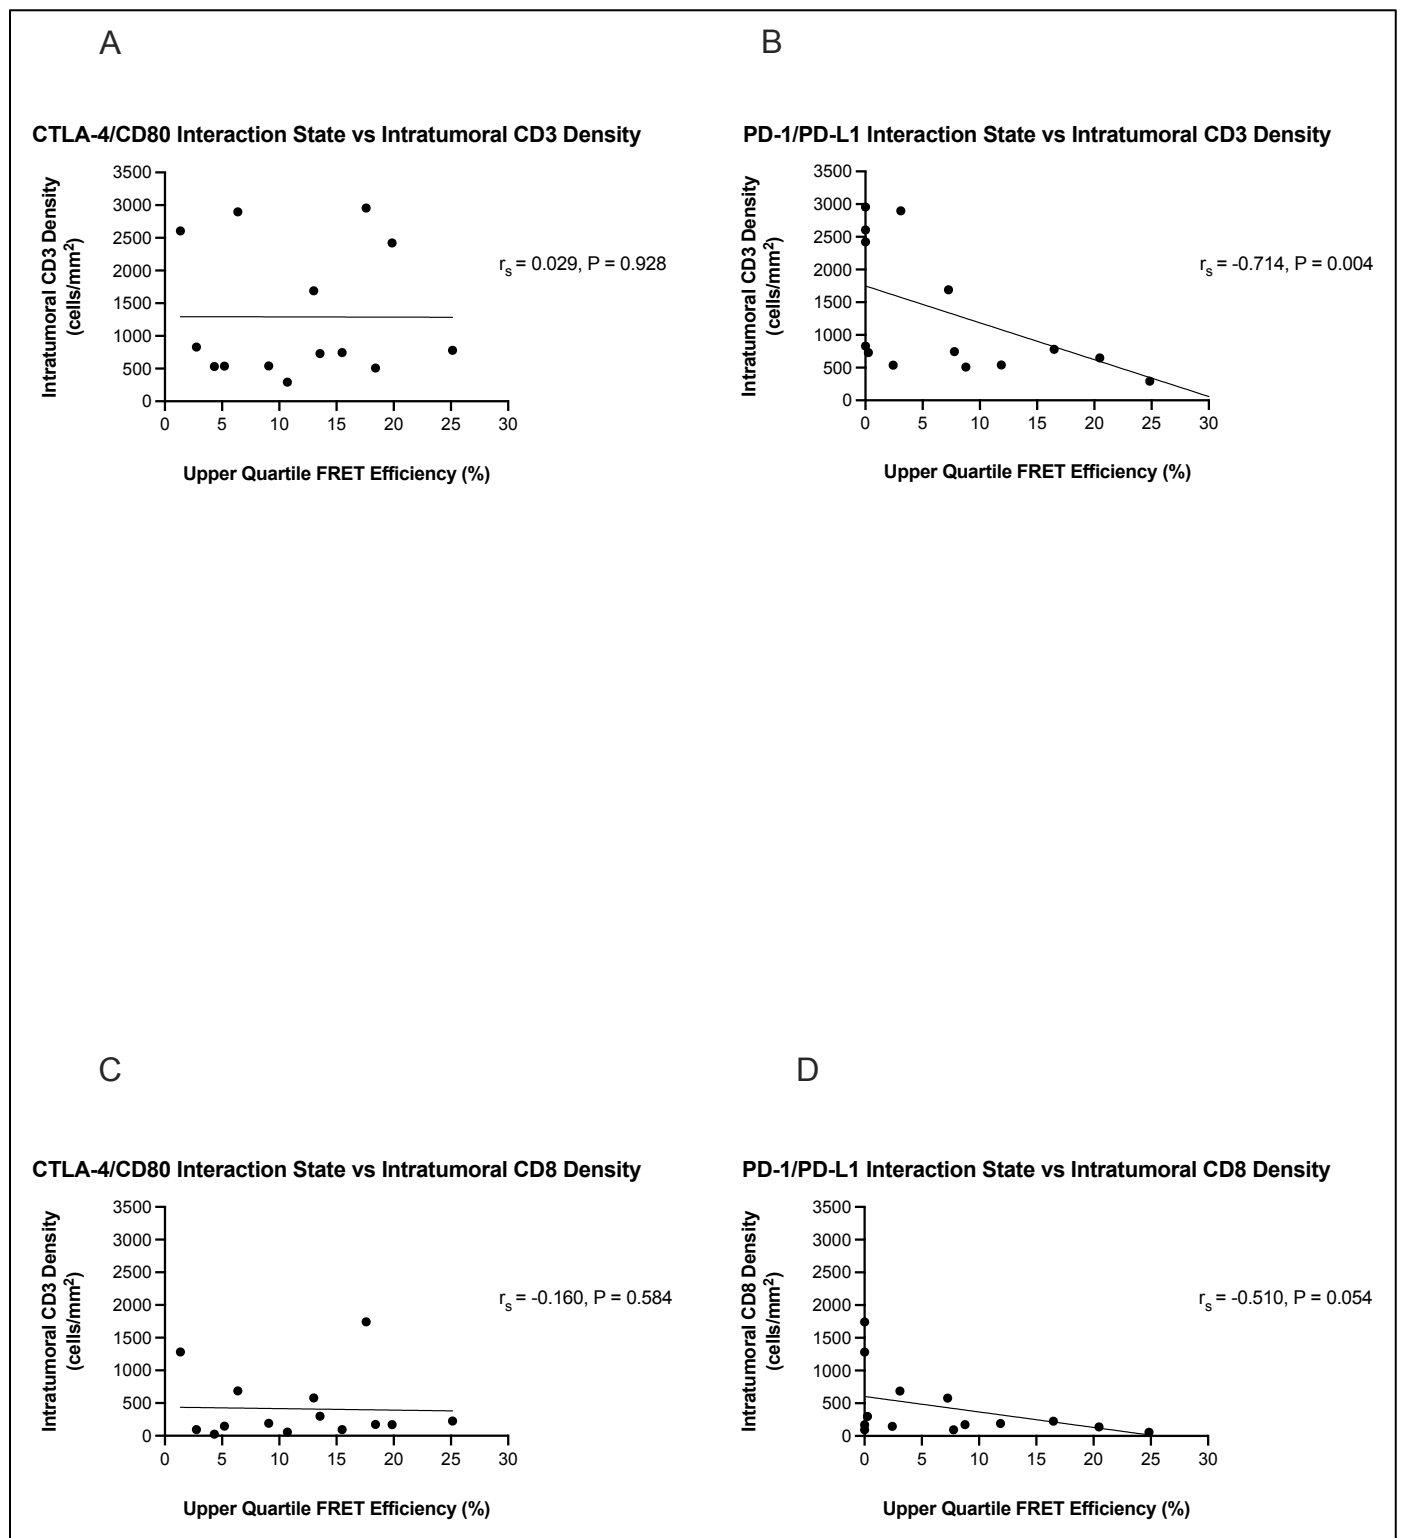 A
B
CTLA-4/CD80 Interaction State vs Intratumoral CD3 Density
PD-1/PD-L1 Interaction State vs Intratumoral CD3 Density
Intratumoral CD3 Density
(cells/mm²)
3500
3000
2500
2000
1500
1000
500
0
0 5 10 15 20 25 30
Upper Quartile FRET Efficiency (%)
rs = 0.029, P = 0.928
Intratumoral CD3 Density
(cells/mm²)
3500
3000
2500
2000
1500
1000
500
0
0 5 10 15 20 25 30
Upper Quartile FRET Efficiency (%)
rs = -0.714, P = 0.004
C
D
CTLA-4/CD80 Interaction State vs Intratumoral CD8 Density
PD-1/PD-L1 Interaction State vs Intratumoral CD8 Density
Intratumoral CD3 Density
(cells/mm²)
3500
3000
2500
2000
1500
1000
500
0
0 5 10 15 20 25 30
Upper Quartile FRET Efficiency (%)
rs = -0.160, P = 0.584
Intratumoral CD8 Density
(cells/mm²)
3500
3000
2500
2000
1500
1000
500
0
0 5 10 15 20 25 30
Upper Quartile FRET Efficiency (%)
rs = -0.510, P = 0.054